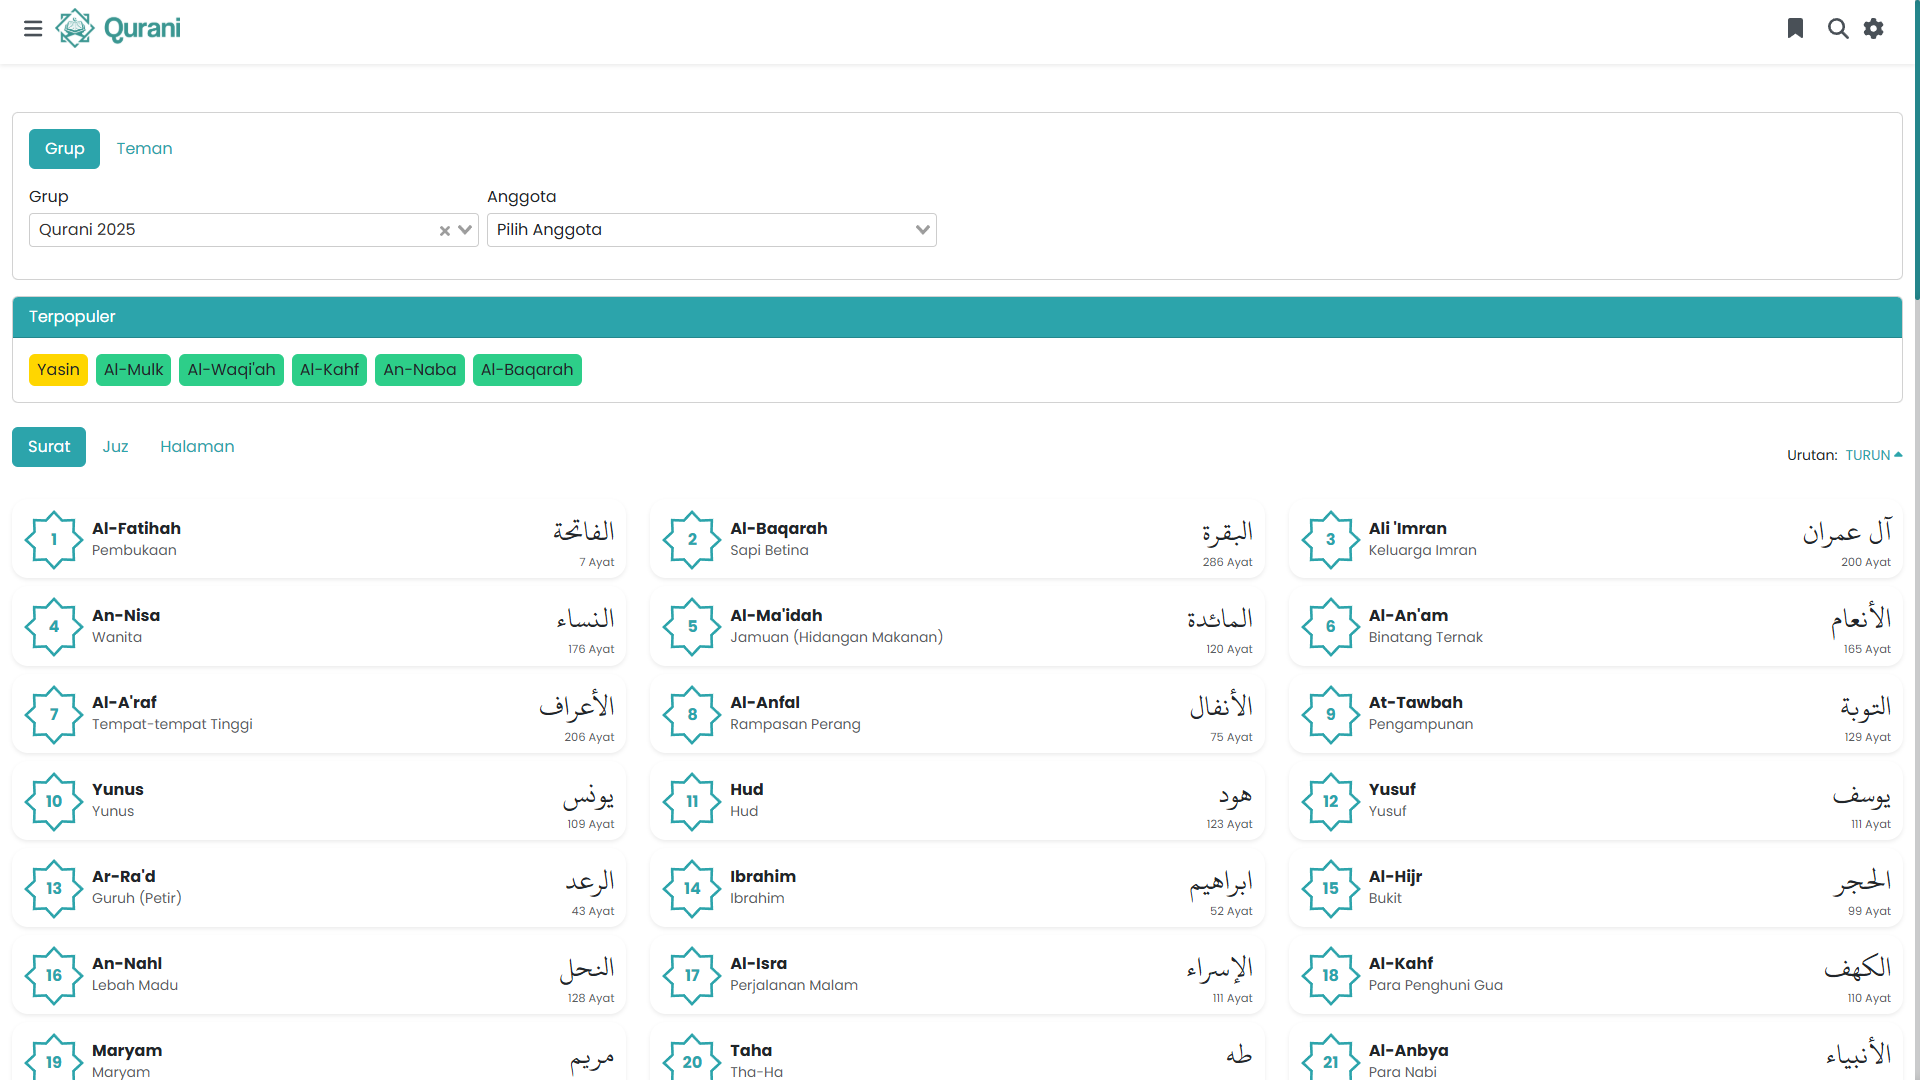 Qurani
Grup Teman
Grup Anggota
Qurani 2025 Pilih Anggota
Terpopuler
Yasin Al-Mulk Al-Waqi'ah Al-Kahf An-Naba Al-Baqarah
Surat Juz Halaman
Urutan: TURUN
1 Al-Fatihah الفاتحة
Pembukaan 7 Ayat
2 Al-Baqarah البقرة
Sapi Betina 286 Ayat
3 Ali 'Imran آل عمران
Keluarga Imran 200 Ayat
4 An-Nisa النساء
Wanita 176 Ayat
5 Al-Ma'idah المائدة
Jamuan (Hidangan Makanan) 120 Ayat
6 Al-An'am الأنعام
Binatang Ternak 165 Ayat
7 Al-A'raf الأعراف
Tempat-tempat Tinggi 206 Ayat
8 Al-Anfal الأنفال
Rampasan Perang 75 Ayat
9 At-Tawbah التوبة
Pengampunan 129 Ayat
10 Yunus يونس
Yunus 109 Ayat
11 Hud هود
Hud 123 Ayat
12 Yusuf يوسف
Yusuf 111 Ayat
13 Ar-Ra'd الرعد
Guruh (Petir) 43 Ayat
14 Ibrahim ابراهيم
Ibrahim 52 Ayat
15 Al-Hijr الحجر
Bukit 99 Ayat
16 An-Nahl النحل
Lebah Madu 128 Ayat
17 Al-Isra الإسراء
Perjalanan Malam 111 Ayat
18 Al-Kahf الكهف
Para Penghuni Gua 110 Ayat
19 Maryam مريم
Maryam
20 Taha طه
Tha-Ha
21 Al-Anbya الأنبياء
Para Nabi